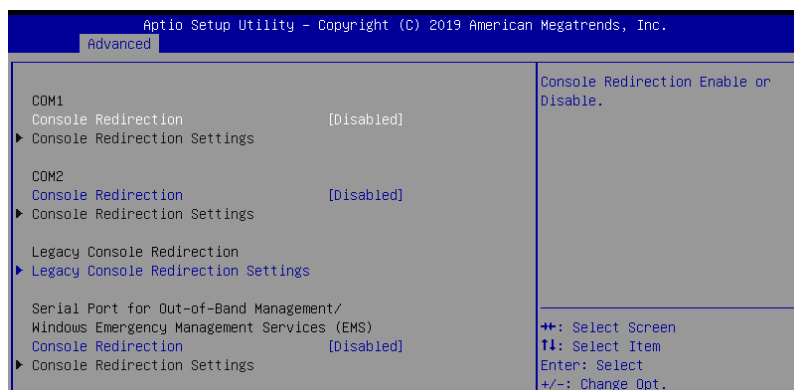 Aptio Setup Utility – Copyright (C) 2019 American Megatrends, Inc.
Advanced
COM1
Console Redirection [Disabled]
Console Redirection Settings
COM2
Console Redirection [Disabled]
Console Redirection Settings
Legacy Console Redirection
Legacy Console Redirection Settings
Serial Port for Out-of-Band Management/
Windows Emergency Management Services (EMS)
Console Redirection [Disabled]
Console Redirection Settings
Console Redirection Enable or
Disable.
→←: Select Screen
↑↓: Select Item
Enter: Select
+/-: Change Opt.